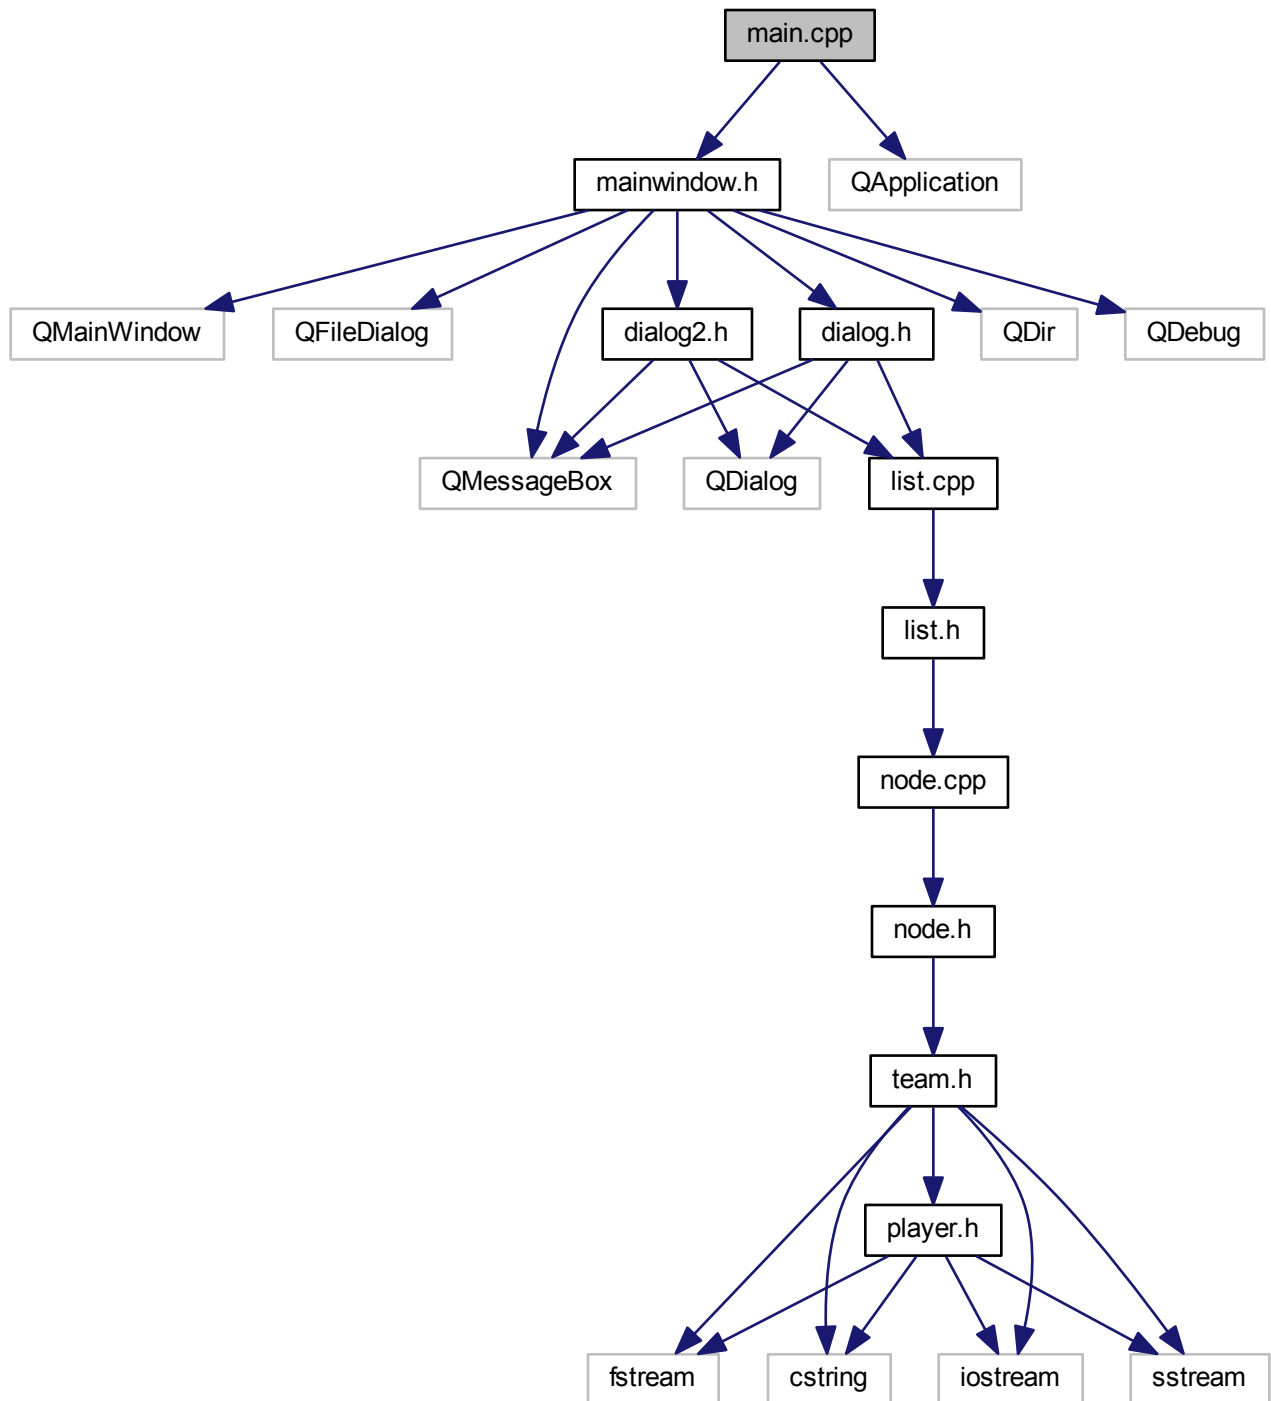 main.cpp
mainwindow.h
QApplication
QMainWindow
QFileDialog
dialog2.h
dialog.h
QDir
QDebug
QMessageBox
QDialog
list.cpp
list.h
node.cpp
node.h
team.h
player.h
fstream
cstring
iostream
sstream